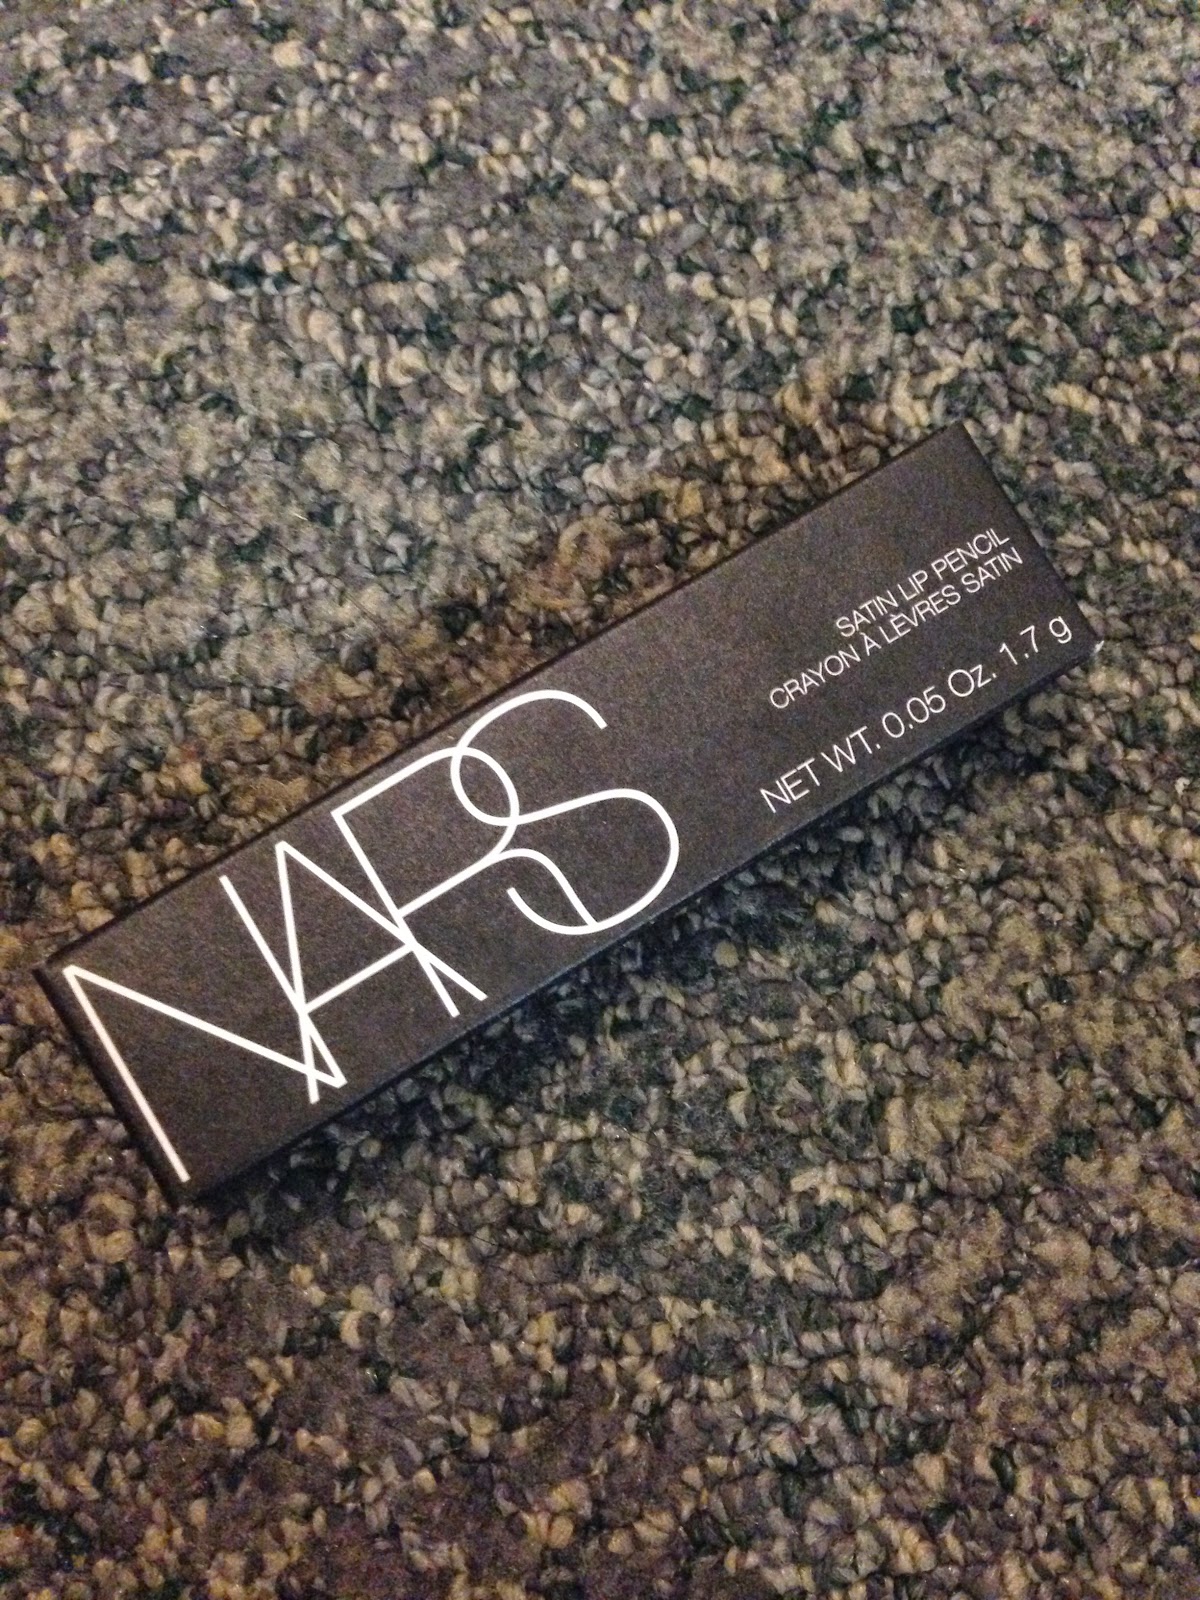 NARS
SATIN LIP PENCIL
CRAYON À LÈVRES SATIN
NET WT. 0.05 Oz. 1.7 g